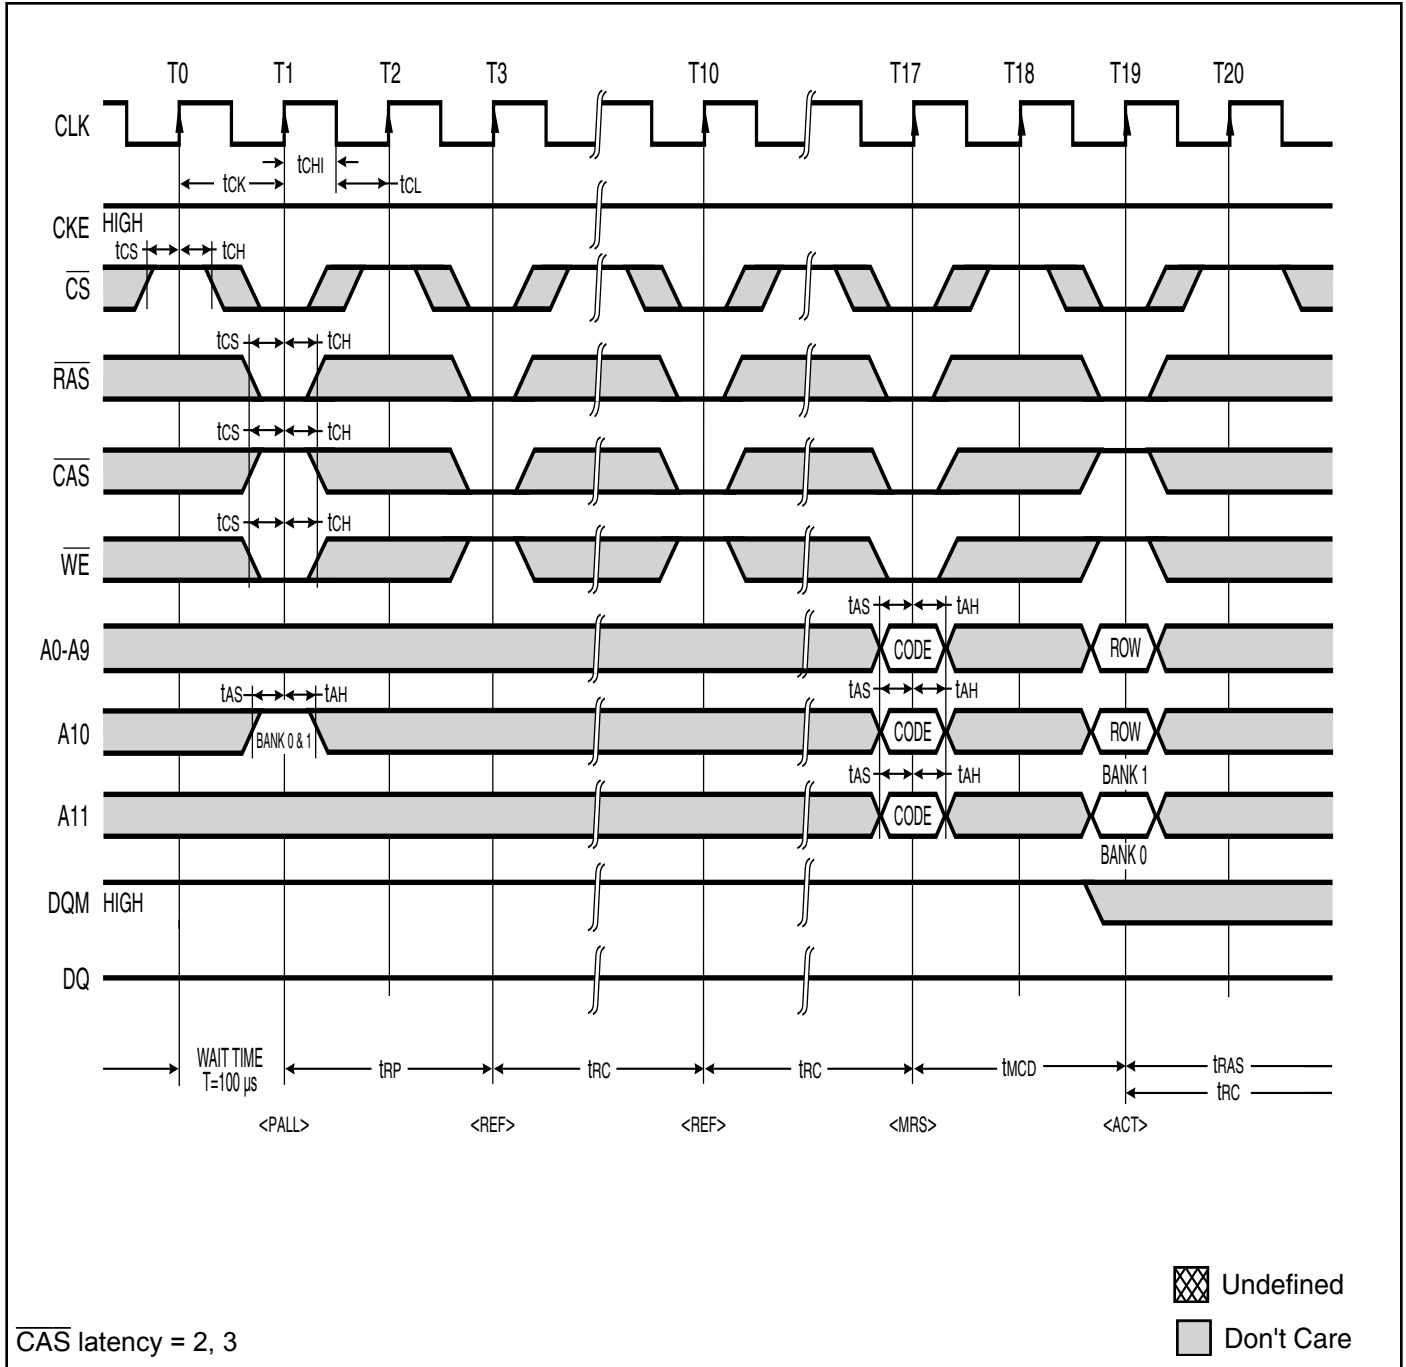 T0 T1 T2 T3 T10 T17 T18 T19 T20
CLK
tCHI
tCK tCL
CKE HIGH
tCS tCH
CS
tCS tCH
RAS
tCS tCH
CAS
tCS tCH
WE
tAS tAH
A0-A9 CODE ROW
tAS tAH tAS tAH
A10 BANK 0 & 1 CODE ROW
tAS tAH BANK 1
A11 CODE
BANK 0
DQM HIGH
DQ
WAIT TIME
T=100 µs
tRP tRC tRC tMCD tRAS
tRC
<PALL> <REF> <REF> <MRS> <ACT>
Undefined
CAS latency = 2, 3
Don't Care